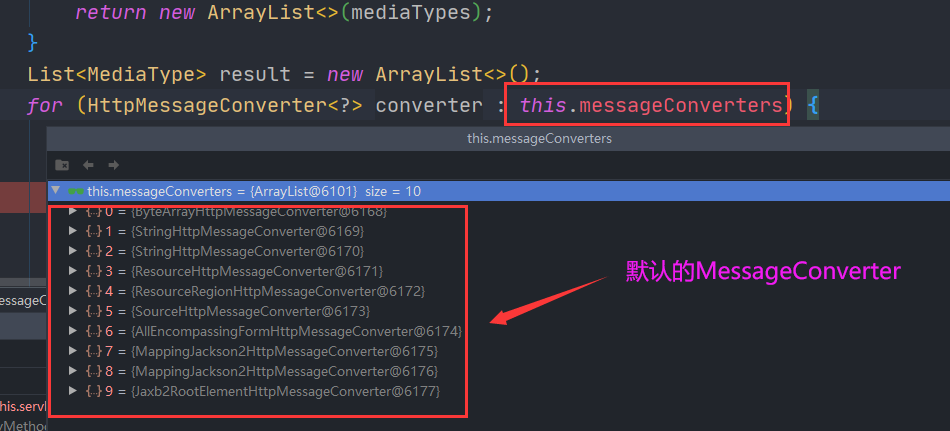 return new ArrayList<>(mediaTypes);
}
List<MediaType> result = new ArrayList<>();
for (HttpMessageConverter<?> converter : this.messageConverters) {
this.messageConverters
this.messageConverters = {ArrayList@6101} size = 10
{...} 0 = {ByteArrayHttpMessageConverter@6168}
{...} 1 = {StringHttpMessageConverter@6169}
{...} 2 = {StringHttpMessageConverter@6170}
{...} 3 = {ResourceHttpMessageConverter@6171}
{...} 4 = {ResourceRegionHttpMessageConverter@6172}
{...} 5 = {SourceHttpMessageConverter@6173}
{...} 6 = {AllEncompassingFormHttpMessageConverter@6174}
{...} 7 = {MappingJackson2HttpMessageConverter@6175}
{...} 8 = {MappingJackson2HttpMessageConverter@6176}
{...} 9 = {Jaxb2RootElementHttpMessageConverter@6177}
默认的MessageConverter
essageCo
his.servl
yMethod